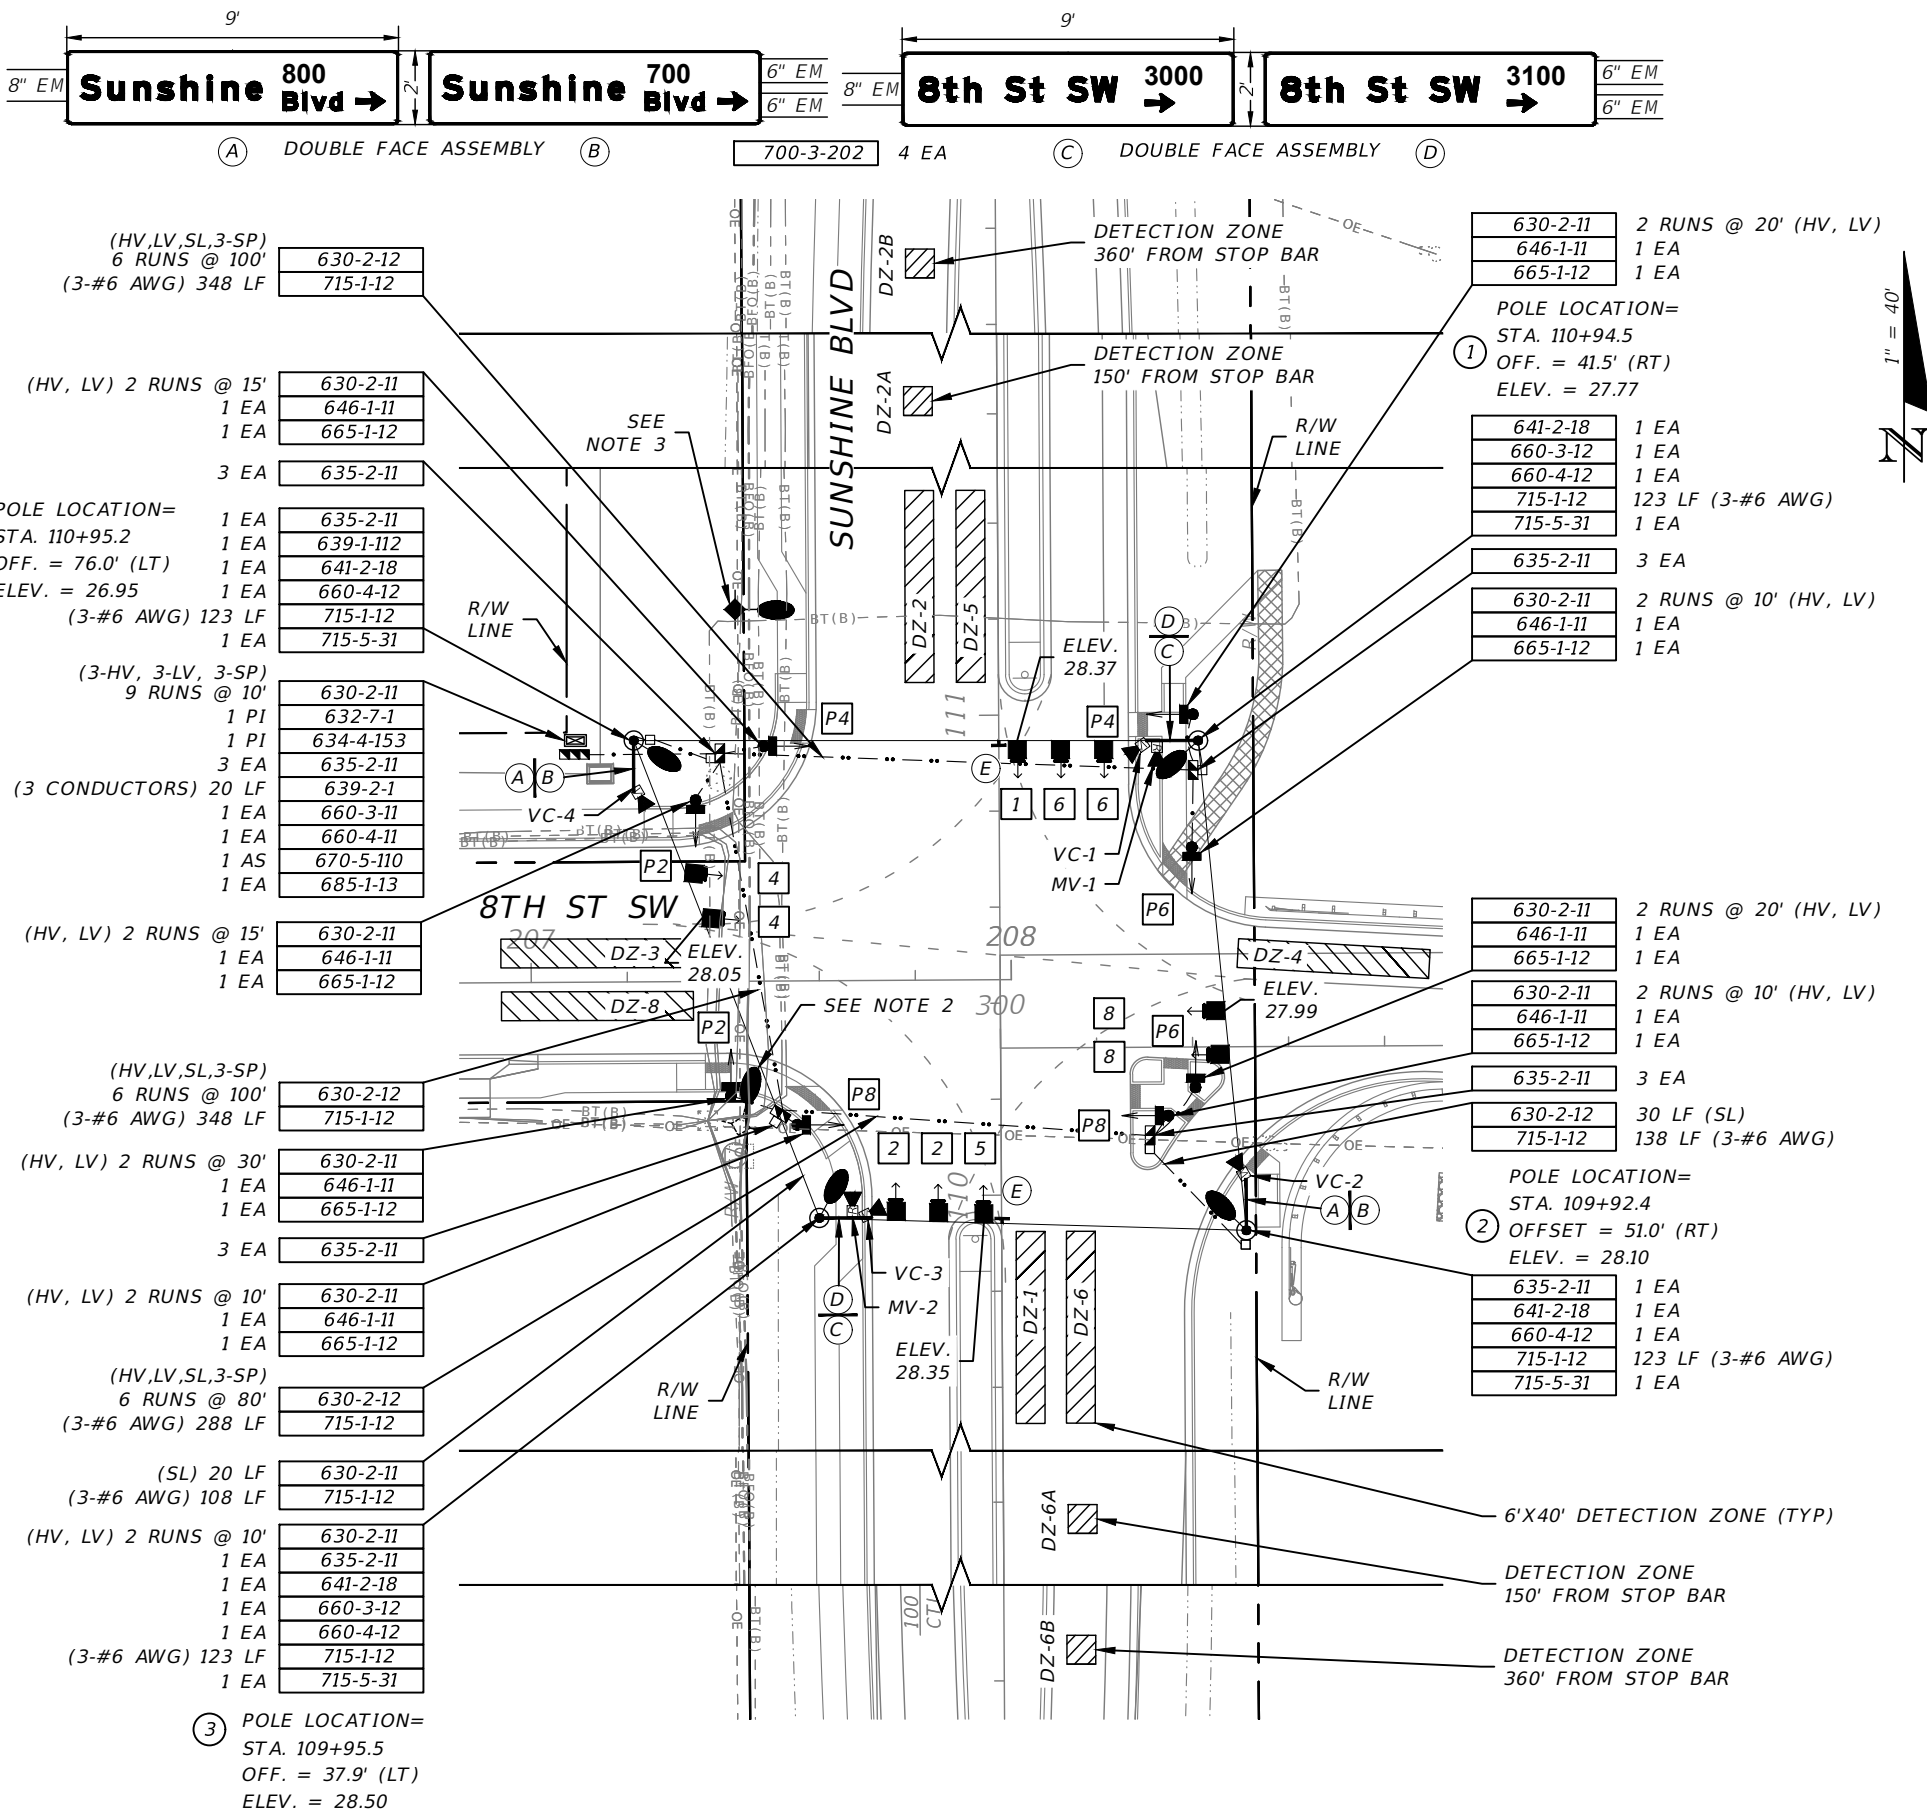 9'
9'
8" EM
Sunshine 800 Blvd →
2'
Sunshine 700 Blvd →
6" EM
6" EM
8" EM
8th St SW 3000 →
2'
8th St SW 3100 →
6" EM
6" EM
A
DOUBLE FACE ASSEMBLY
B
700-3-202 4 EA
C
DOUBLE FACE ASSEMBLY
D
(HV,LV,SL,3-SP)
6 RUNS @ 100' 630-2-12
(3-#6 AWG) 348 LF 715-1-12
(HV, LV) 2 RUNS @ 15' 630-2-11
1 EA 646-1-11
1 EA 665-1-12
3 EA 635-2-11
POLE LOCATION=
STA. 110+95.2
OFF. = 76.0' (LT)
ELEV. = 26.95
1 EA 635-2-11
1 EA 639-1-112
1 EA 641-2-18
1 EA 660-4-12
(3-#6 AWG) 123 LF 715-1-12
1 EA 715-5-31
(3-HV, 3-LV, 3-SP)
9 RUNS @ 10' 630-2-11
1 PI 632-7-1
1 PI 634-4-153
3 EA 635-2-11
(3 CONDUCTORS) 20 LF 639-2-1
1 EA 660-3-11
1 EA 660-4-11
1 AS 670-5-110
1 EA 685-1-13
(HV, LV) 2 RUNS @ 15' 630-2-11
1 EA 646-1-11
1 EA 665-1-12
(HV,LV,SL,3-SP)
6 RUNS @ 100' 630-2-12
(3-#6 AWG) 348 LF 715-1-12
(HV, LV) 2 RUNS @ 30' 630-2-11
1 EA 646-1-11
1 EA 665-1-12
3 EA 635-2-11
(HV, LV) 2 RUNS @ 10' 630-2-11
1 EA 646-1-11
1 EA 665-1-12
(HV,LV,SL,3-SP)
6 RUNS @ 80' 630-2-12
(3-#6 AWG) 288 LF 715-1-12
(SL) 20 LF 630-2-11
(3-#6 AWG) 108 LF 715-1-12
(HV, LV) 2 RUNS @ 10' 630-2-11
1 EA 635-2-11
1 EA 641-2-18
1 EA 660-3-12
1 EA 660-4-12
(3-#6 AWG) 123 LF 715-1-12
1 EA 715-5-31
3
POLE LOCATION=
STA. 109+95.5
OFF. = 37.9' (LT)
ELEV. = 28.50
DZ-2B
DETECTION ZONE
360' FROM STOP BAR
SUNSHINE BLVD
DZ-2A
DETECTION ZONE
150' FROM STOP BAR
SEE
NOTE 3
R/W
LINE
R/W
LINE
OE
BT(B)
BT(B)
DZ-2
DZ-5
BT(B)
ELEV.
28.37
D
C
111
P4
P4
E
A B
VC-4
1
6
6
VC-1
MV-1
P2
4
4
P6
8TH ST SW
207
DZ-3
ELEV.
28.05
208
DZ-4
DZ-8
SEE NOTE 2
300
ELEV.
27.99
8
8
P2
P6
P8
P8
BT(B)
OE
OE
OE
OE
OE
2
2
5
110
E
VC-2
A B
VC-3
MV-2
D
C
ELEV.
28.35
DZ-1
DZ-6
R/W
LINE
R/W
LINE
DZ-6A
6'X40' DETECTION ZONE (TYP)
DETECTION ZONE
150' FROM STOP BAR
100
DZ-6B
DETECTION ZONE
360' FROM STOP BAR
630-2-11 2 RUNS @ 20' (HV, LV)
646-1-11 1 EA
665-1-12 1 EA
1
POLE LOCATION=
STA. 110+94.5
OFF. = 41.5' (RT)
ELEV. = 27.77
641-2-18 1 EA
660-3-12 1 EA
660-4-12 1 EA
715-1-12 123 LF (3-#6 AWG)
715-5-31 1 EA
635-2-11 3 EA
630-2-11 2 RUNS @ 10' (HV, LV)
646-1-11 1 EA
665-1-12 1 EA
630-2-11 2 RUNS @ 20' (HV, LV)
646-1-11 1 EA
665-1-12 1 EA
630-2-11 2 RUNS @ 10' (HV, LV)
646-1-11 1 EA
665-1-12 1 EA
635-2-11 3 EA
630-2-12 30 LF (SL)
715-1-12 138 LF (3-#6 AWG)
2
POLE LOCATION=
STA. 109+92.4
OFFSET = 51.0' (RT)
ELEV. = 28.10
635-2-11 1 EA
641-2-18 1 EA
660-4-12 1 EA
715-1-12 123 LF (3-#6 AWG)
715-5-31 1 EA
1" = 40'
N